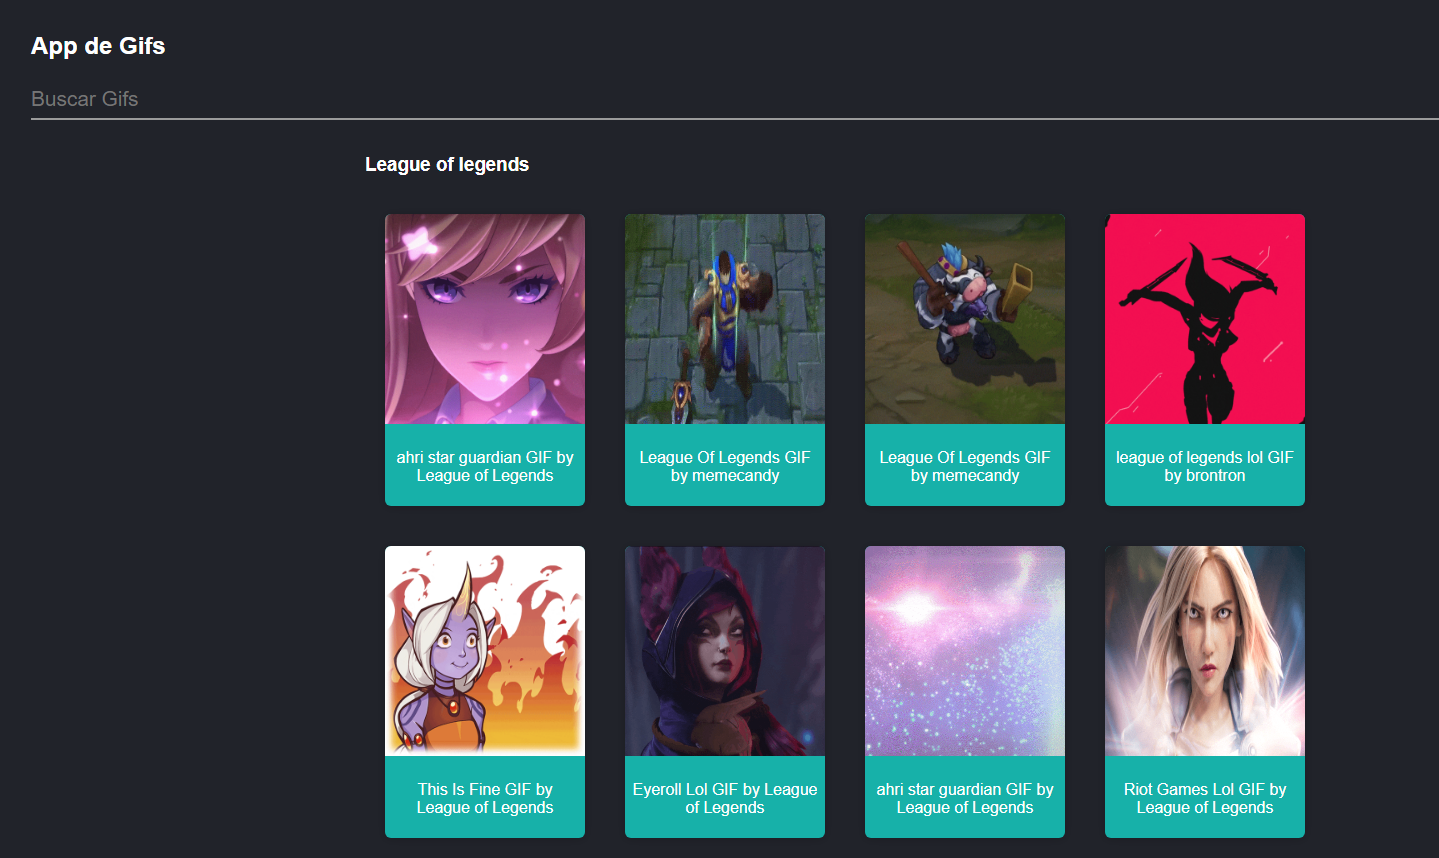 App de Gifs
Buscar Gifs
League of legends
ahri star guardian GIF by
League of Legends
League Of Legends GIF
by memecandy
League Of Legends GIF
by memecandy
league of legends lol GIF
by brontron
This Is Fine GIF by
League of Legends
Eyeroll Lol GIF by League
of Legends
ahri star guardian GIF by
League of Legends
Riot Games Lol GIF by
League of Legends